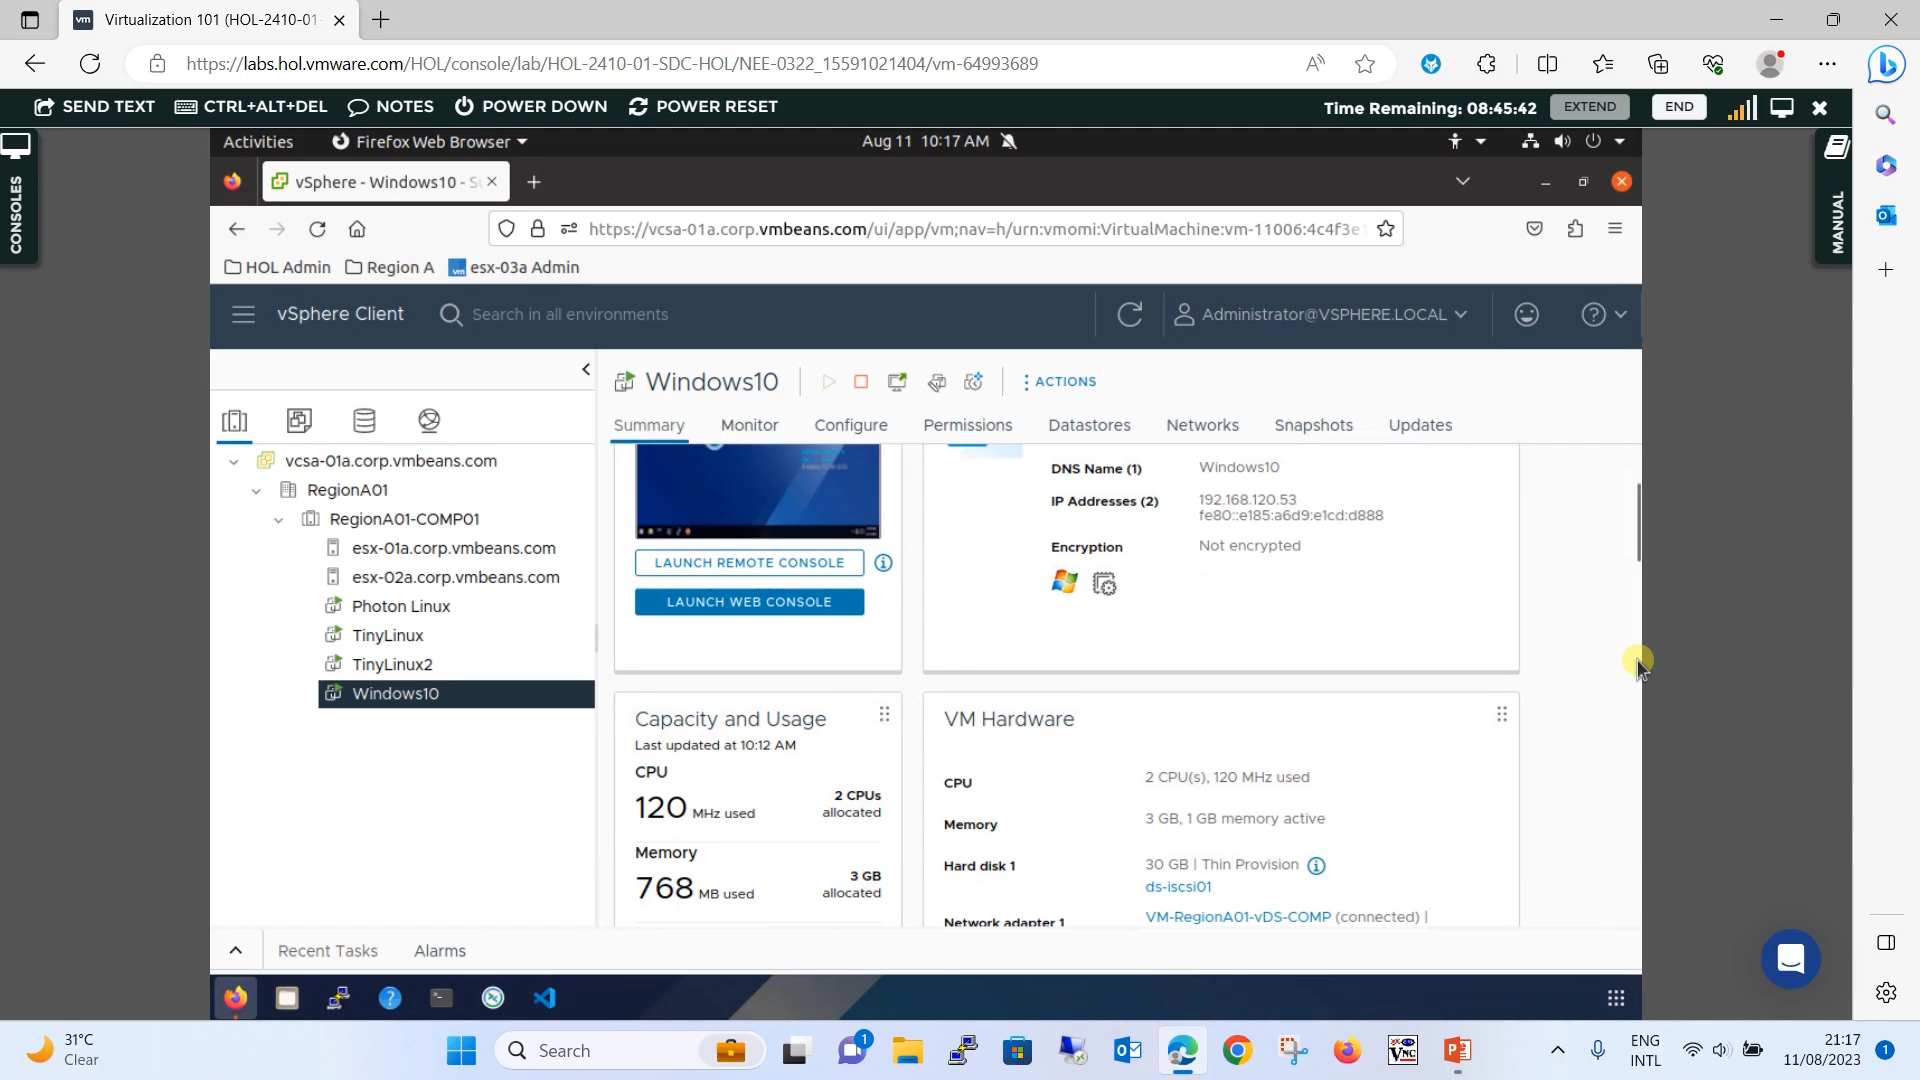 Virtualization 101 (HOL-2410-01-
https://labs.hol.vmware.com/HOL/console/lab/HOL-2410-01-SDC-HOL/NEE-0322_15591021404/vm-64993689
SEND TEXT
CTRL+ALT+DEL
NOTES
POWER DOWN
POWER RESET
Time Remaining: 08:45:42
EXTEND
END
CONSOLES
MANUAL
Activities
Firefox Web Browser
Aug 11 10:17 AM
vSphere - Windows10 - Su
https://vcsa-01a.corp.vmbeans.com/ui/app/vm;nav=h/urn:vmomi:VirtualMachine:vm-11006:4c4f3e1
HOL Admin
Region A
esx-03a Admin
vSphere Client
Search in all environments
Administrator@VSPHERE.LOCAL
Windows10
ACTIONS
Summary
Monitor
Configure
Permissions
Datastores
Networks
Snapshots
Updates
vcsa-01a.corp.vmbeans.com
RegionA01
RegionA01-COMP01
esx-01a.corp.vmbeans.com
esx-02a.corp.vmbeans.com
Photon Linux
TinyLinux
TinyLinux2
Windows10
LAUNCH REMOTE CONSOLE
LAUNCH WEB CONSOLE
DNS Name (1)
Windows10
IP Addresses (2)
192.168.120.53
fe80::e185:a6d9:e1cd:d888
Encryption
Not encrypted
Capacity and Usage
Last updated at 10:12 AM
CPU
120 MHz used
2 CPUs
allocated
Memory
768 MB used
3 GB
allocated
VM Hardware
CPU
2 CPU(s), 120 MHz used
Memory
3 GB, 1 GB memory active
Hard disk 1
30 GB | Thin Provision
ds-iscsi01
Network adapter 1
VM-RegionA01-vDS-COMP (connected) |
Recent Tasks
Alarms
31°C
Clear
Search
1
ENG
INTL
21:17
11/08/2023
1